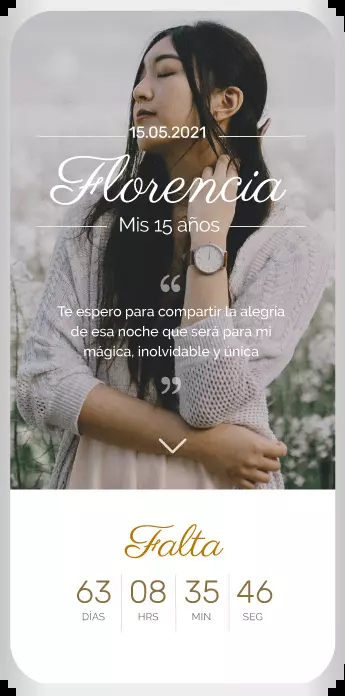 15.05.2021
Florencia
Mis 15 años
“
Te espero para compartir la alegría
de esa noche que será para mi
mágica, inolvidable y única
”
Falta
63 08 35 46
DÍAS HRS MIN SEG